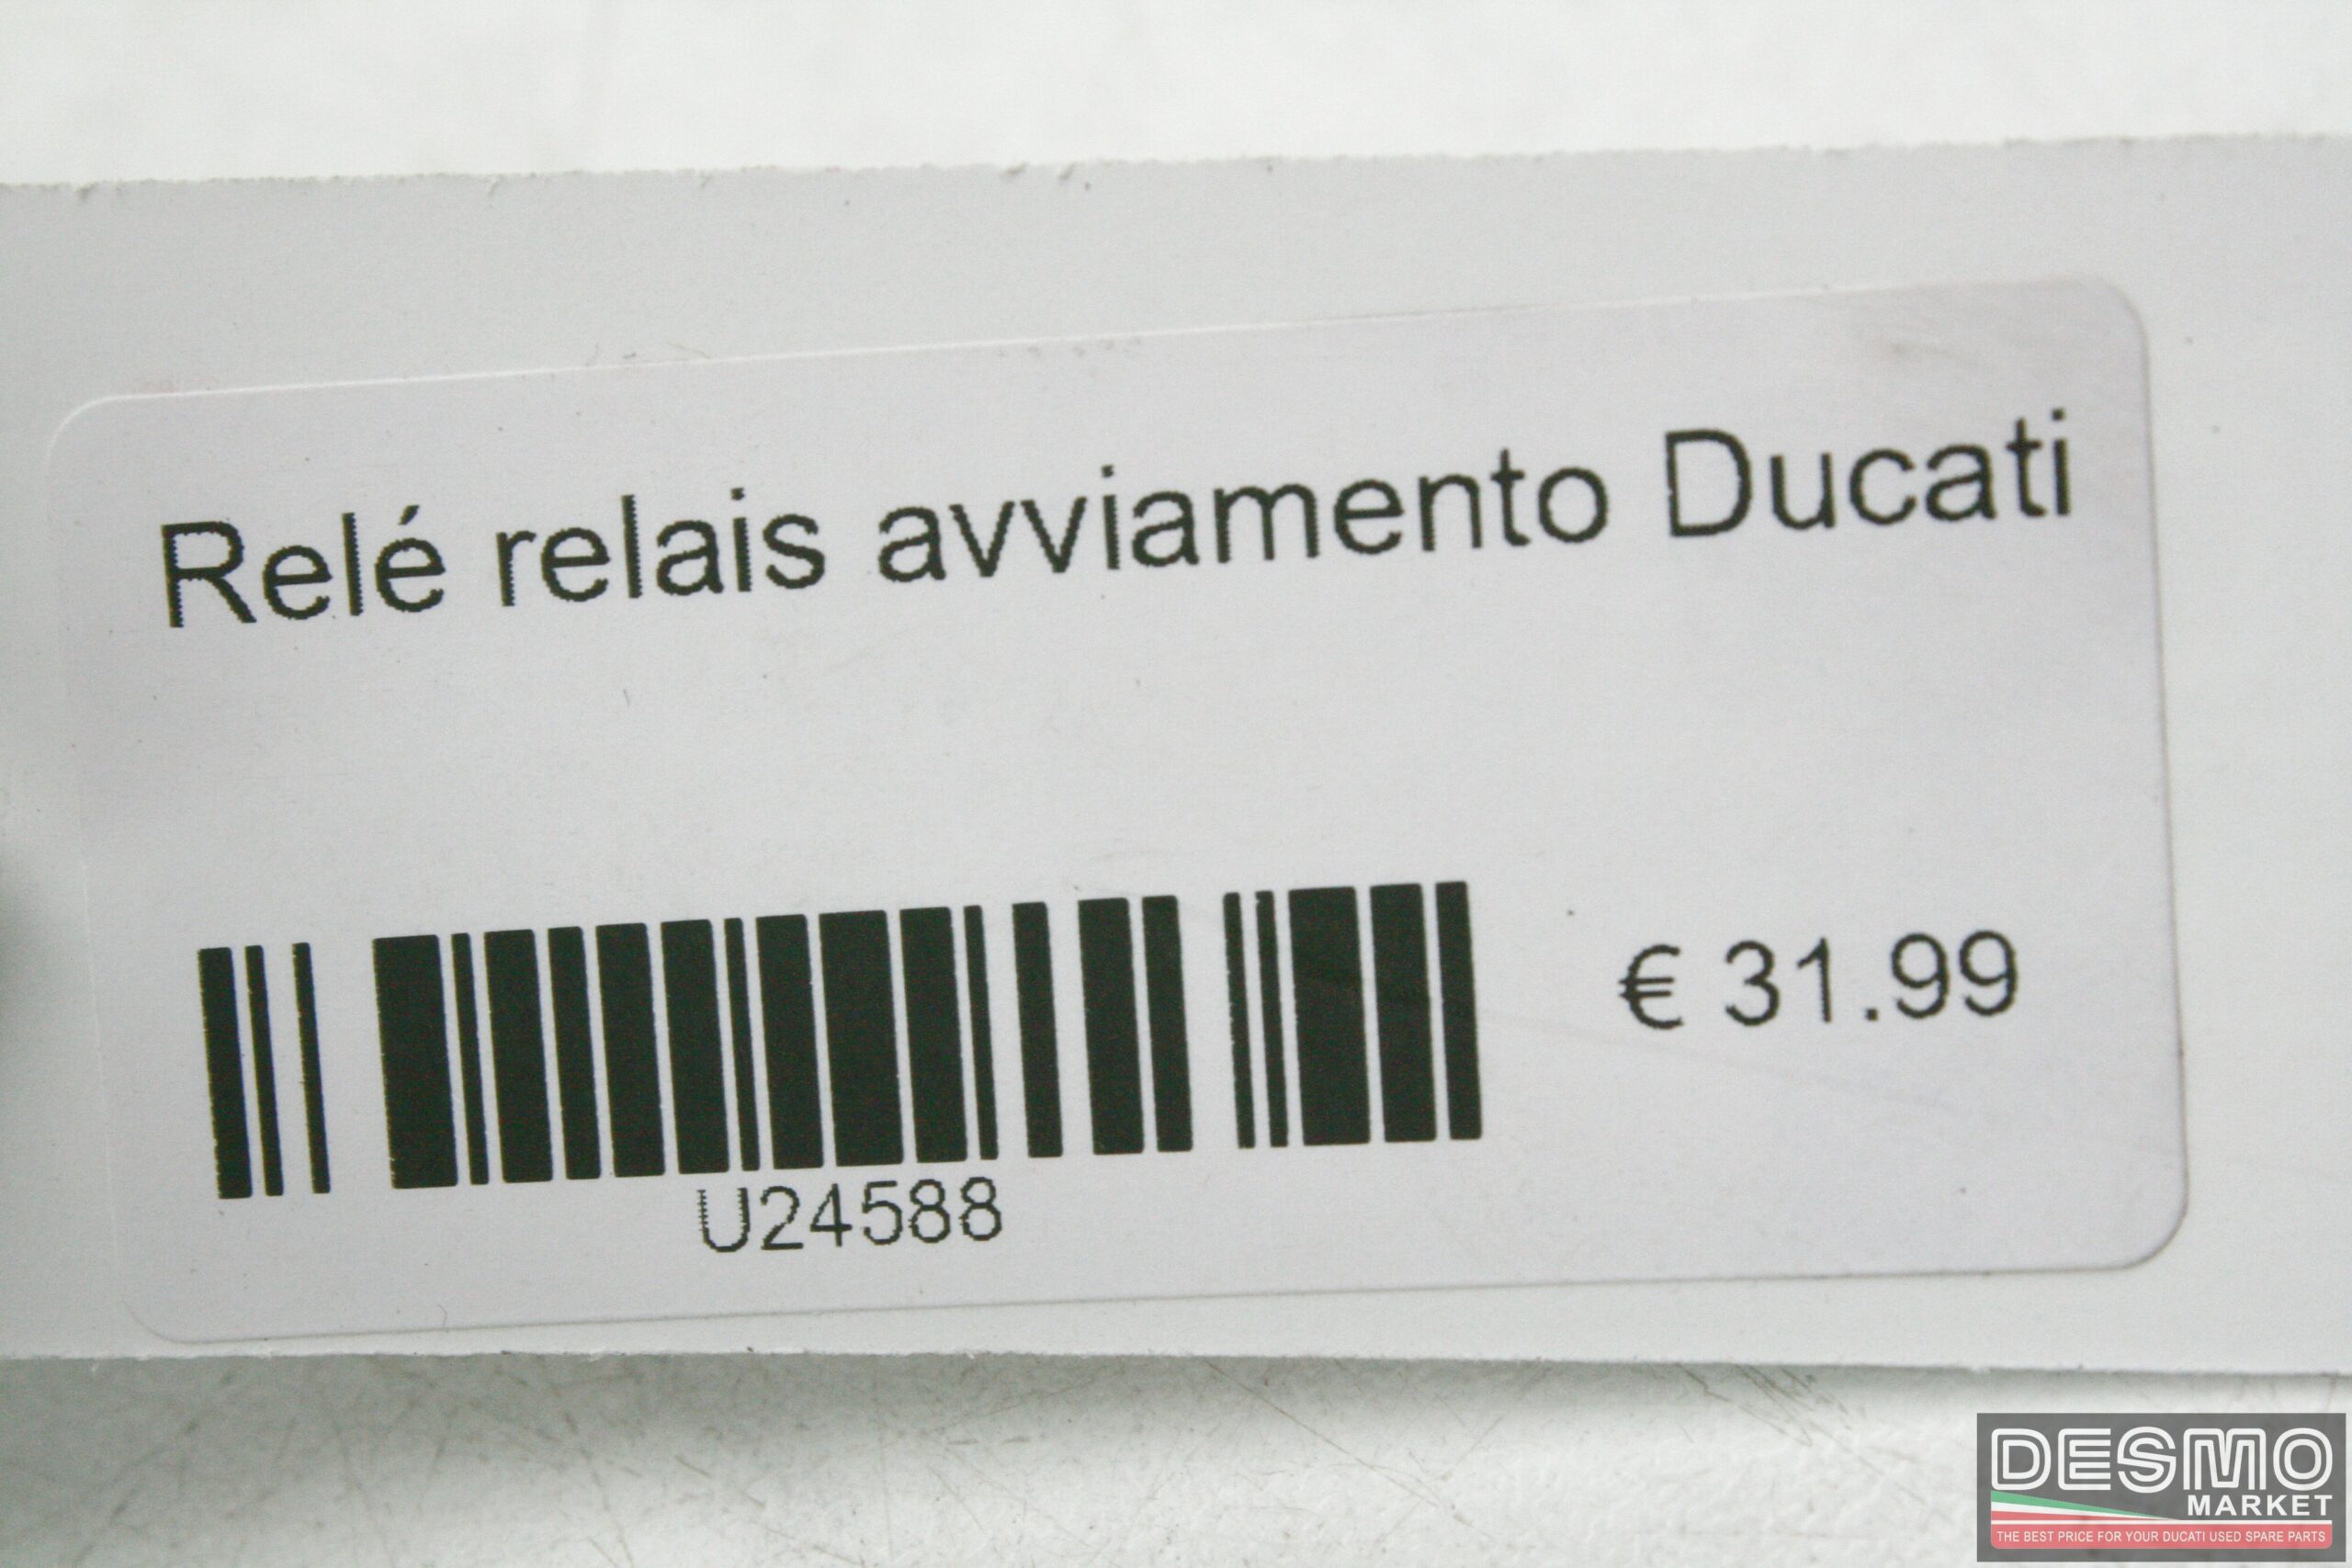 Relé relais avviamento Ducati
€ 31.99
U24588
DESMO
MARKET
THE BEST PRICE FOR YOUR DUCATI USED SPARE PARTS